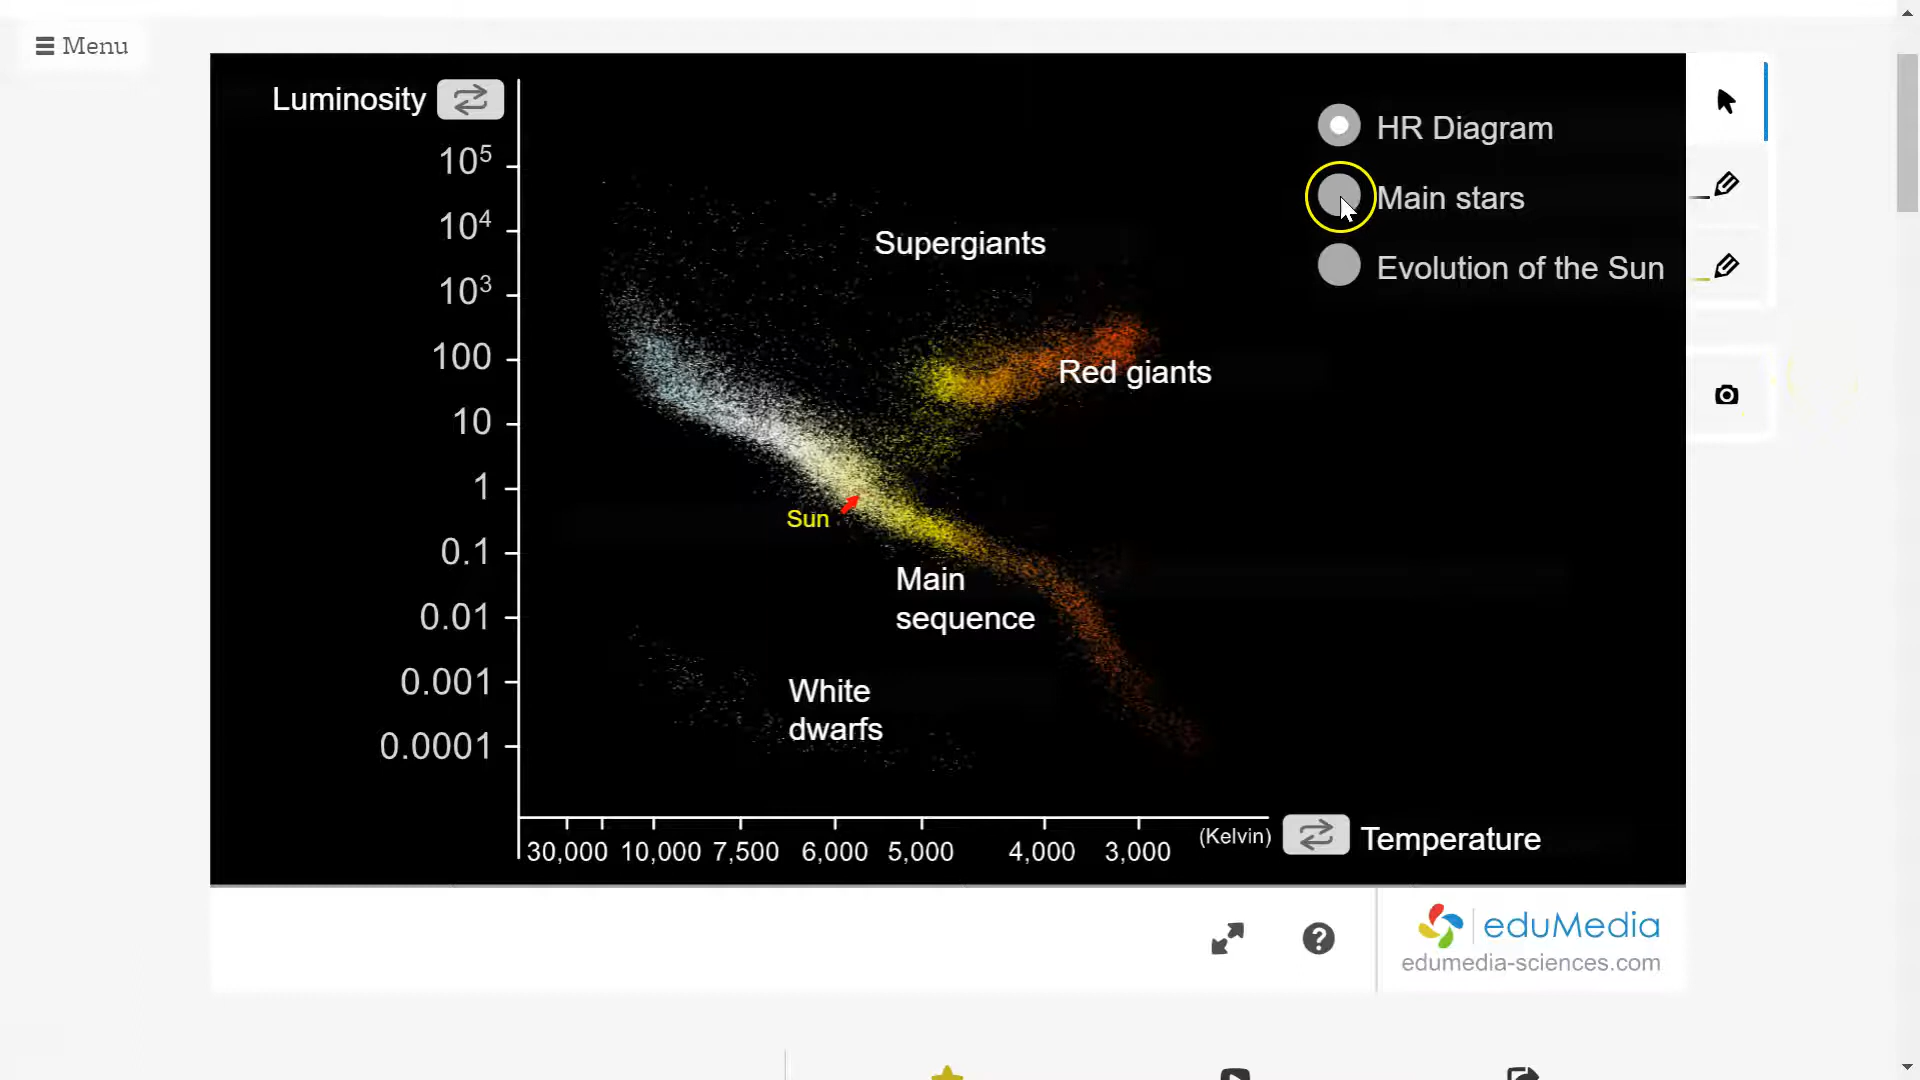 Menu
Luminosity
10⁵
10⁴
10³
100
10
1
0.1
0.01
0.001
0.0001
HR Diagram
Main stars
Evolution of the Sun
Supergiants
Red giants
Sun
Main
sequence
White
dwarfs
30,000 10,000 7,500 6,000 5,000 4,000 3,000
(Kelvin)
Temperature
eduMedia
edumedia-sciences.com